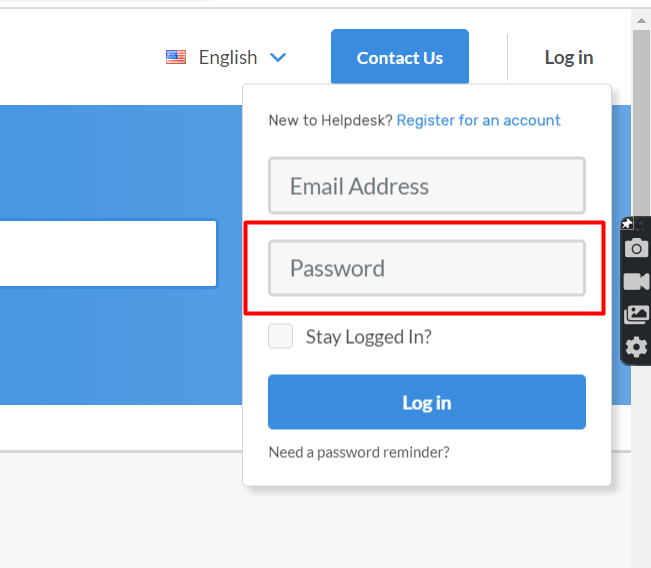 English
Contact Us
Log in
New to Helpdesk? Register for an account
Email Address
Password
Stay Logged In?
Log in
Need a password reminder?